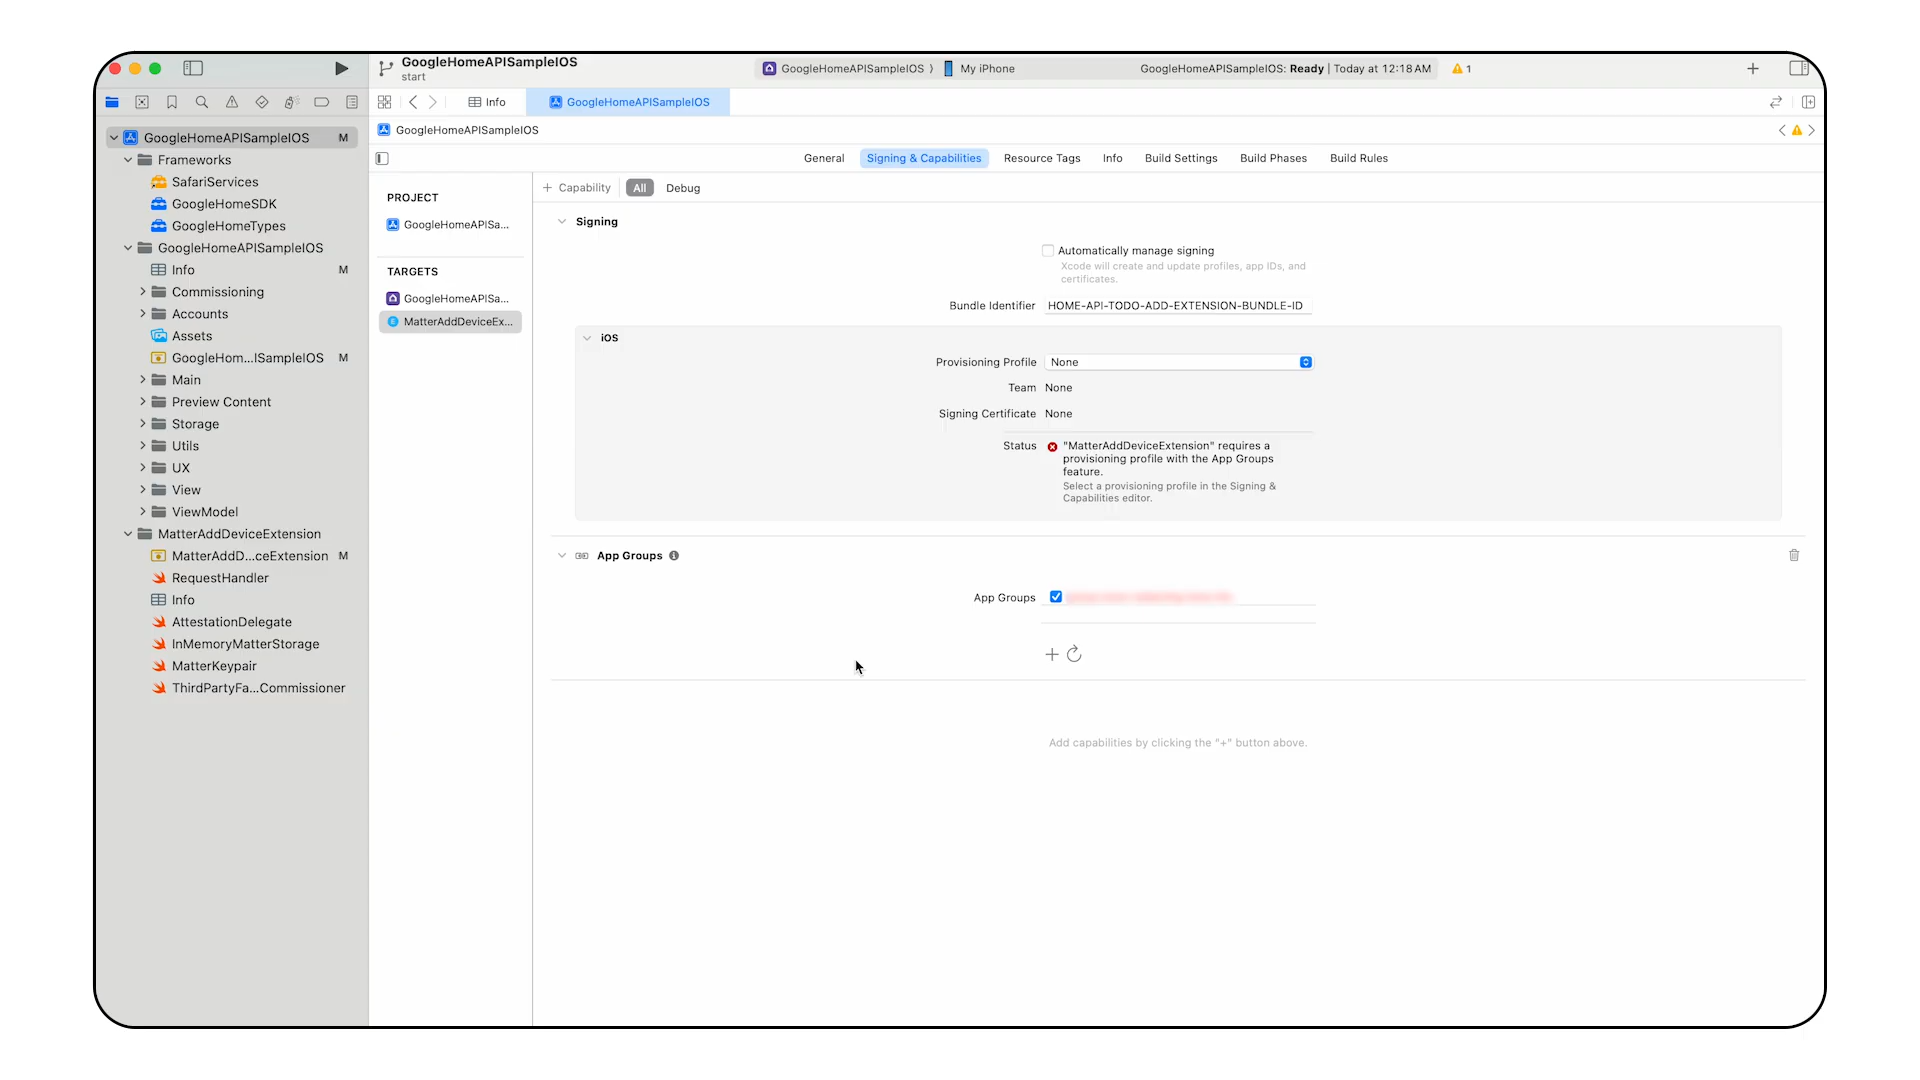 GoogleHomeAPISampleIOS
start
GoogleHomeAPISampleIOS
My iPhone
GoogleHomeAPISampleIOS: Ready | Today at 12:18 AM
1
Info
GoogleHomeAPISampleIOS
GoogleHomeAPISampleIOS
General
Signing & Capabilities
Resource Tags
Info
Build Settings
Build Phases
Build Rules
GoogleHomeAPISampleIOS M
Frameworks
SafariServices
GoogleHomeSDK
GoogleHomeTypes
GoogleHomeAPISampleIOS
Info M
Commissioning
Accounts
Assets
GoogleHom...ISampleIOS M
Main
Preview Content
Storage
Utils
UX
View
ViewModel
MatterAddDeviceExtension
MatterAddD...ceExtension M
RequestHandler
Info
AttestationDelegate
InMemoryMatterStorage
MatterKeypair
ThirdPartyFa...Commissioner
PROJECT
GoogleHomeAPISa...
TARGETS
GoogleHomeAPISa...
MatterAddDeviceEx...
+ Capability
All
Debug
Signing
Automatically manage signing
Xcode will create and update profiles, app IDs, and
certificates.
Bundle Identifier HOME-API-TODO-ADD-EXTENSION-BUNDLE-ID
iOS
Provisioning Profile None
Team None
Signing Certificate None
Status "MatterAddDeviceExtension" requires a
provisioning profile with the App Groups
feature.
Select a provisioning profile in the Signing &
Capabilities editor.
App Groups
App Groups
Add capabilities by clicking the "+" button above.